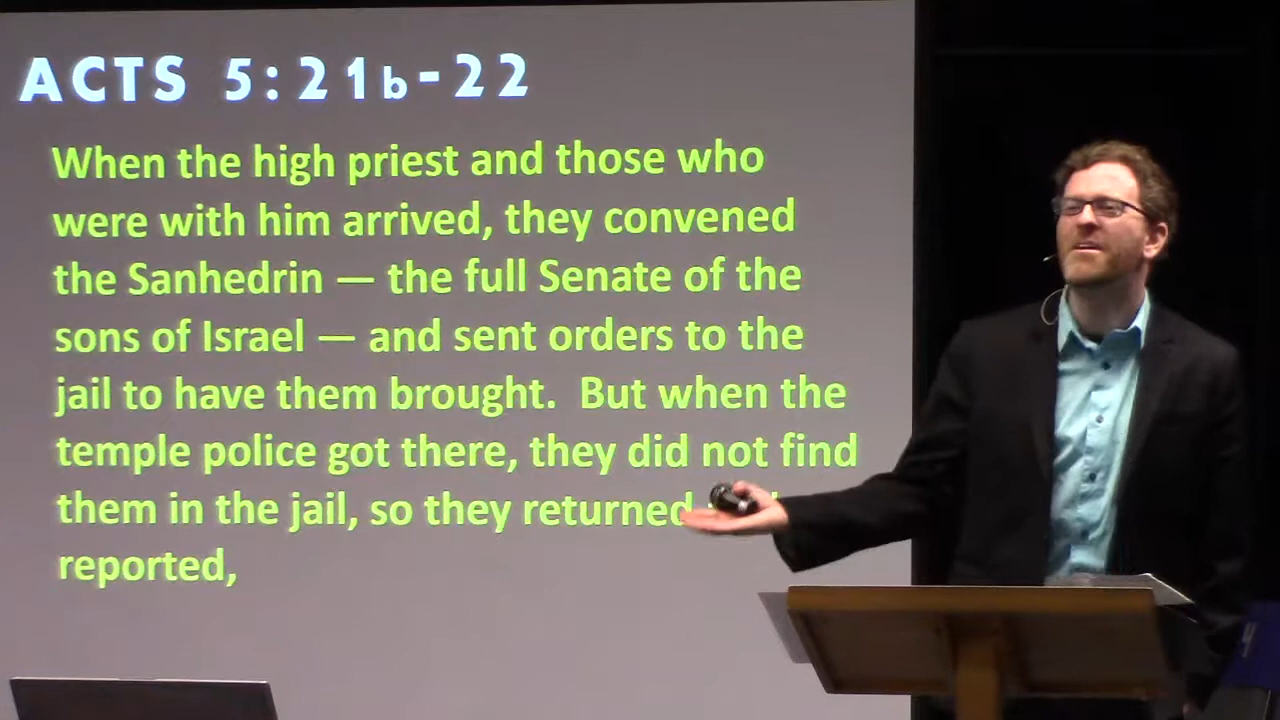 ACTS 5:21b-22
When the high priest and those who
were with him arrived, they convened
the Sanhedrin — the full Senate of the
sons of Israel — and sent orders to the
jail to have them brought.  But when the
temple police got there, they did not find
them in the jail, so they returned
reported,